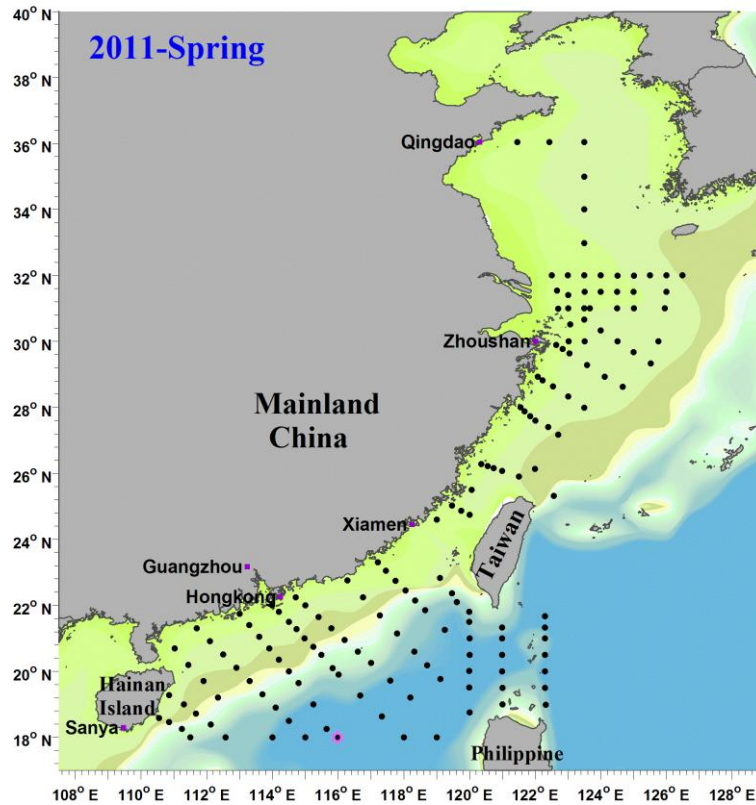 40° N
2011-Spring
38° N
36° N
Qingdao
34° N
32° N
30° N
Zhoushan
28° N
Mainland
China
26° N
Xiamen
24° N
Taiwan
Guangzhou
Hongkong
22° N
20° N
Hainan
Island
Sanya
18° N
Philippine
108° E 110° E 112° E 114° E 116° E 118° E 120° E 122° E 124° E 126° E 128° E